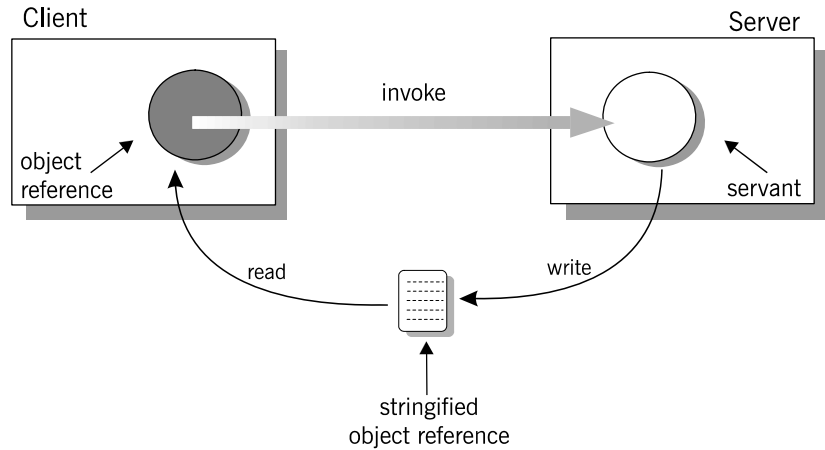 Client
Server
invoke
object
reference
servant
read
write
stringified
object reference